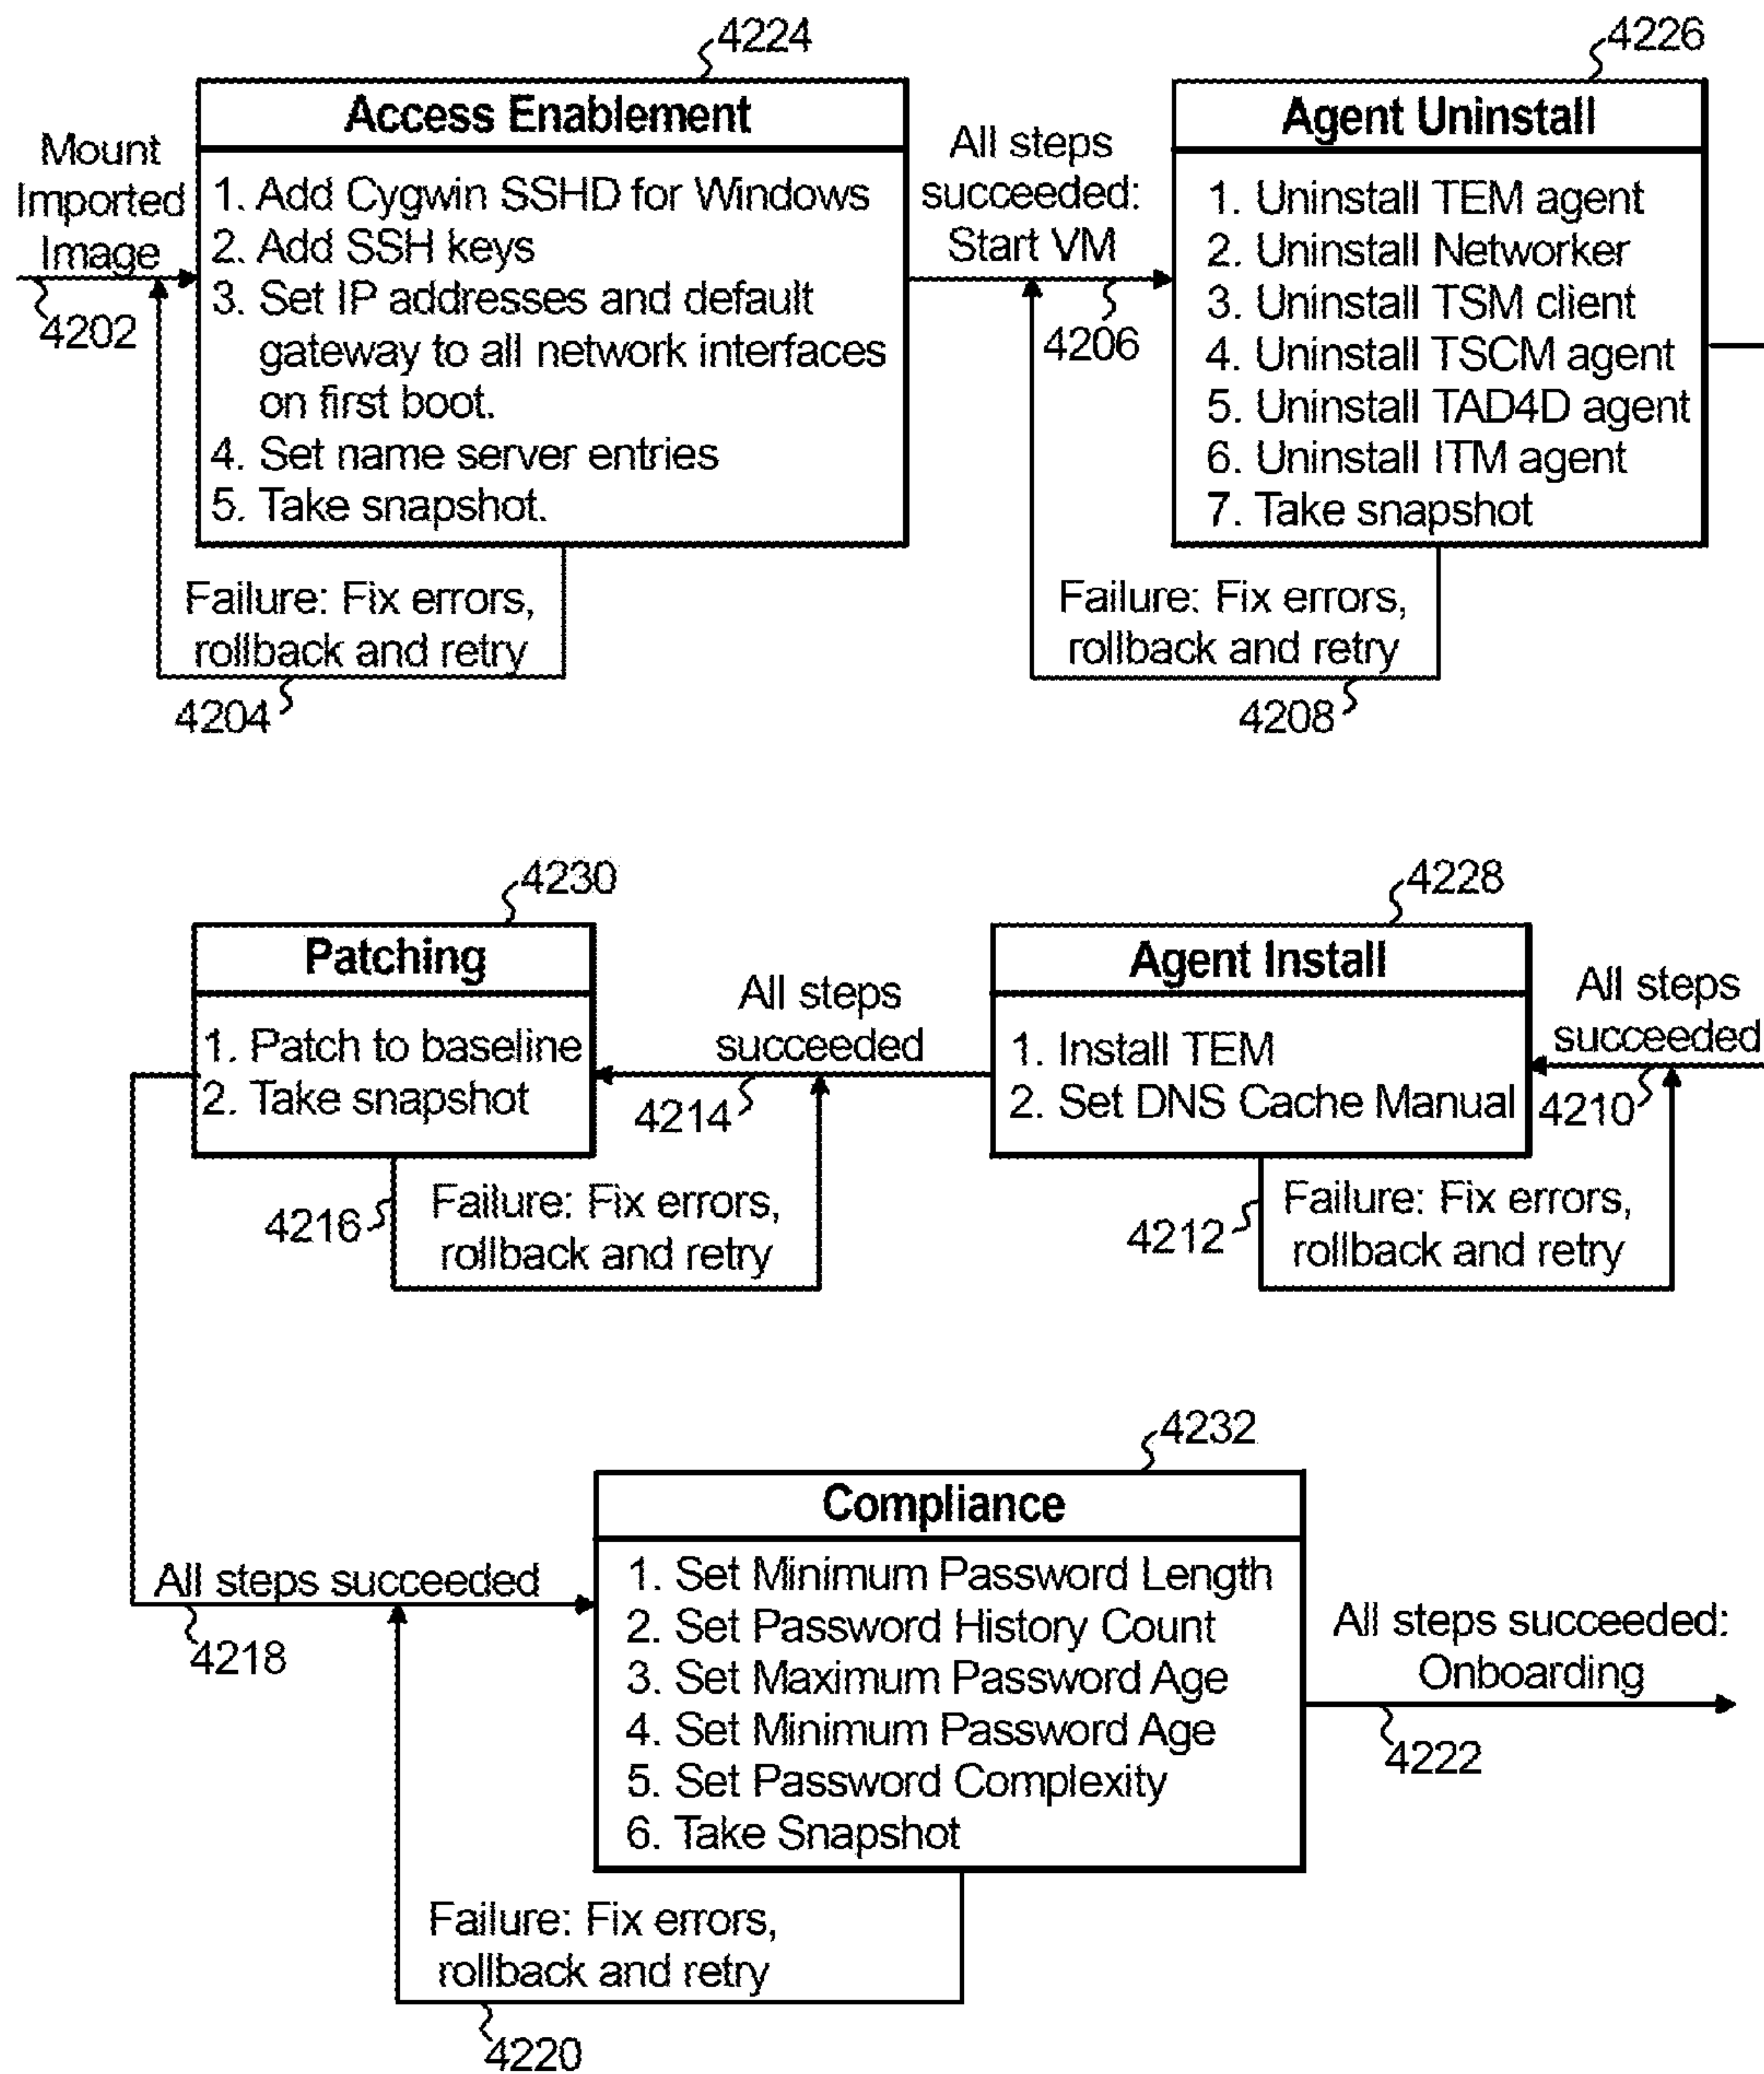 4224
Access Enablement
Mount
Imported
Image
4202
1. Add Cygwin SSHD for Windows
2. Add SSH keys
3. Set IP addresses and default
gateway to all network interfaces
on first boot.
4. Set name server entries
5. Take snapshot.
Failure: Fix errors,
rollback and retry
4204
All steps
succeeded:
Start VM
4206
4226
Agent Uninstall
1. Uninstall TEM agent
2. Uninstall Networker
3. Uninstall TSM client
4. Uninstall TSCM agent
5. Uninstall TAD4D agent
6. Uninstall ITM agent
7. Take snapshot
Failure: Fix errors,
rollback and retry
4208
4230
Patching
1. Patch to baseline
2. Take snapshot
4216
Failure: Fix errors,
rollback and retry
All steps
succeeded
4214
4228
Agent Install
1. Install TEM
2. Set DNS Cache Manual
4212
Failure: Fix errors,
rollback and retry
All steps
succeeded
4210
All steps succeeded
4218
4232
Compliance
1. Set Minimum Password Length
2. Set Password History Count
3. Set Maximum Password Age
4. Set Minimum Password Age
5. Set Password Complexity
6. Take Snapshot
Failure: Fix errors,
rollback and retry
4220
All steps succeeded:
Onboarding
4222